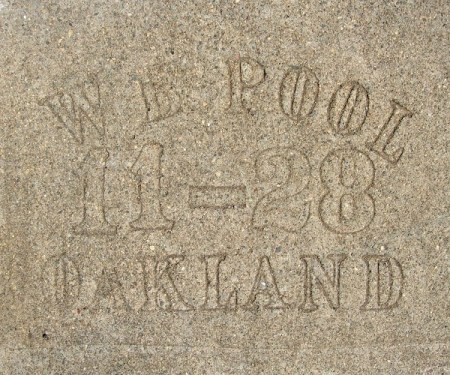 W E POOL
11-28
OAKLAND